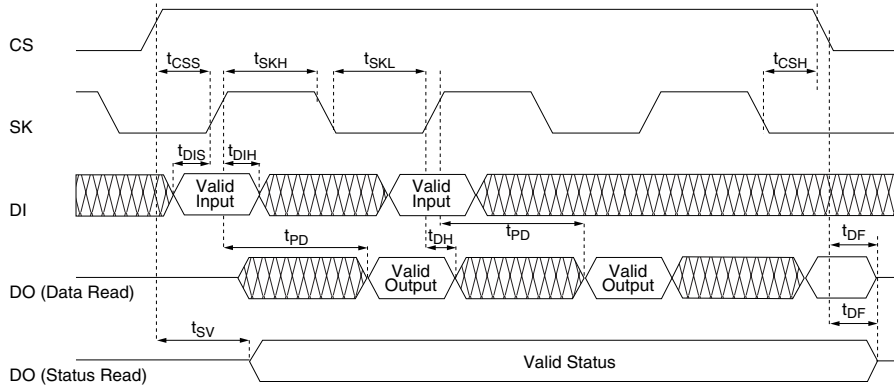 CS
tCSS
tSKH
tSKL
tCSH
SK
tDIS
tDIH
DI
Valid Input
Valid Input
tPD
tDH
tPD
tDF
DO (Data Read)
Valid Output
Valid Output
tDF
tSV
DO (Status Read)
Valid Status